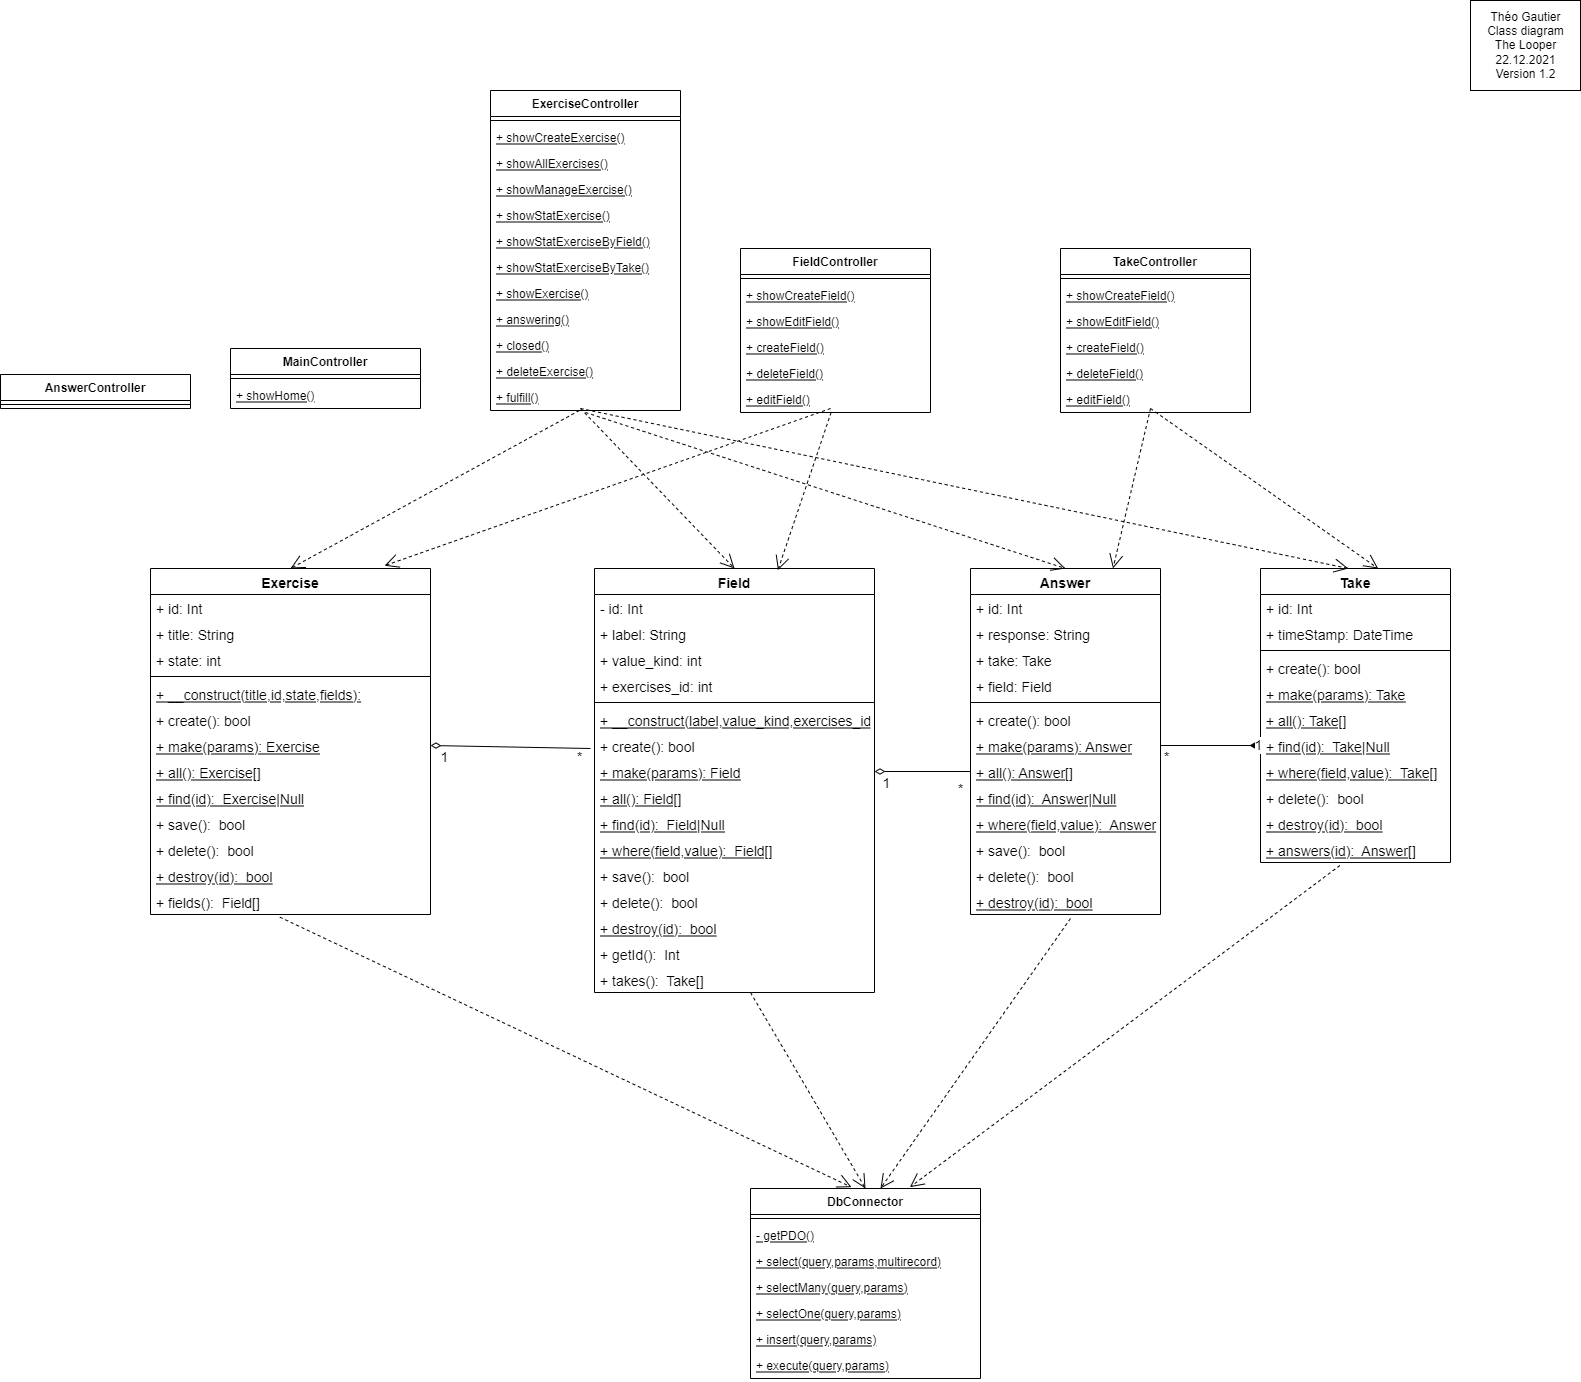 Théo Gautier
Class diagram
The Looper
22.12.2021
Version 1.2
ExerciseController
+ showCreateExercise()
+ showAllExercises()
+ showManageExercise()
+ showStatExercise()
+ showStatExerciseByField()
+ showStatExerciseByTake()
+ showExercise()
+ answering()
+ closed()
+ deleteExercise()
+ fulfill()
FieldController
+ showCreateField()
+ showEditField()
+ createField()
+ deleteField()
+ editField()
TakeController
+ showCreateField()
+ showEditField()
+ createField()
+ deleteField()
+ editField()
MainController
+ showHome()
AnswerController
Exercise
+ id: Int
+ title: String
+ state: int
+ __construct(title,id,state,fields):
+ create(): bool
+ make(params): Exercise
+ all(): Exercise[]
+ find(id): Exercise|Null
+ save(): bool
+ delete(): bool
+ destroy(id): bool
+ fields(): Field[]
1
*
Field
- id: Int
+ label: String
+ value_kind: int
+ exercises_id: int
+ __construct(label,value_kind,exercises_id
+ create(): bool
+ make(params): Field
+ all(): Field[]
+ find(id): Field|Null
+ where(field,value): Field[]
+ save(): bool
+ delete(): bool
+ destroy(id): bool
+ getId(): Int
+ takes(): Take[]
1
*
Answer
+ id: Int
+ response: String
+ take: Take
+ field: Field
+ create(): bool
+ make(params): Answer
+ all(): Answer[]
+ find(id): Answer|Null
+ where(field,value): Answer
+ save(): bool
+ delete(): bool
+ destroy(id): bool
*
1
Take
+ id: Int
+ timeStamp: DateTime
+ create(): bool
+ make(params): Take
+ all(): Take[]
+ find(id): Take|Null
+ where(field,value): Take[]
+ delete(): bool
+ destroy(id): bool
+ answers(id): Answer[]
DbConnector
- getPDO()
+ select(query,params,multirecord)
+ selectMany(query,params)
+ selectOne(query,params)
+ insert(query,params)
+ execute(query,params)